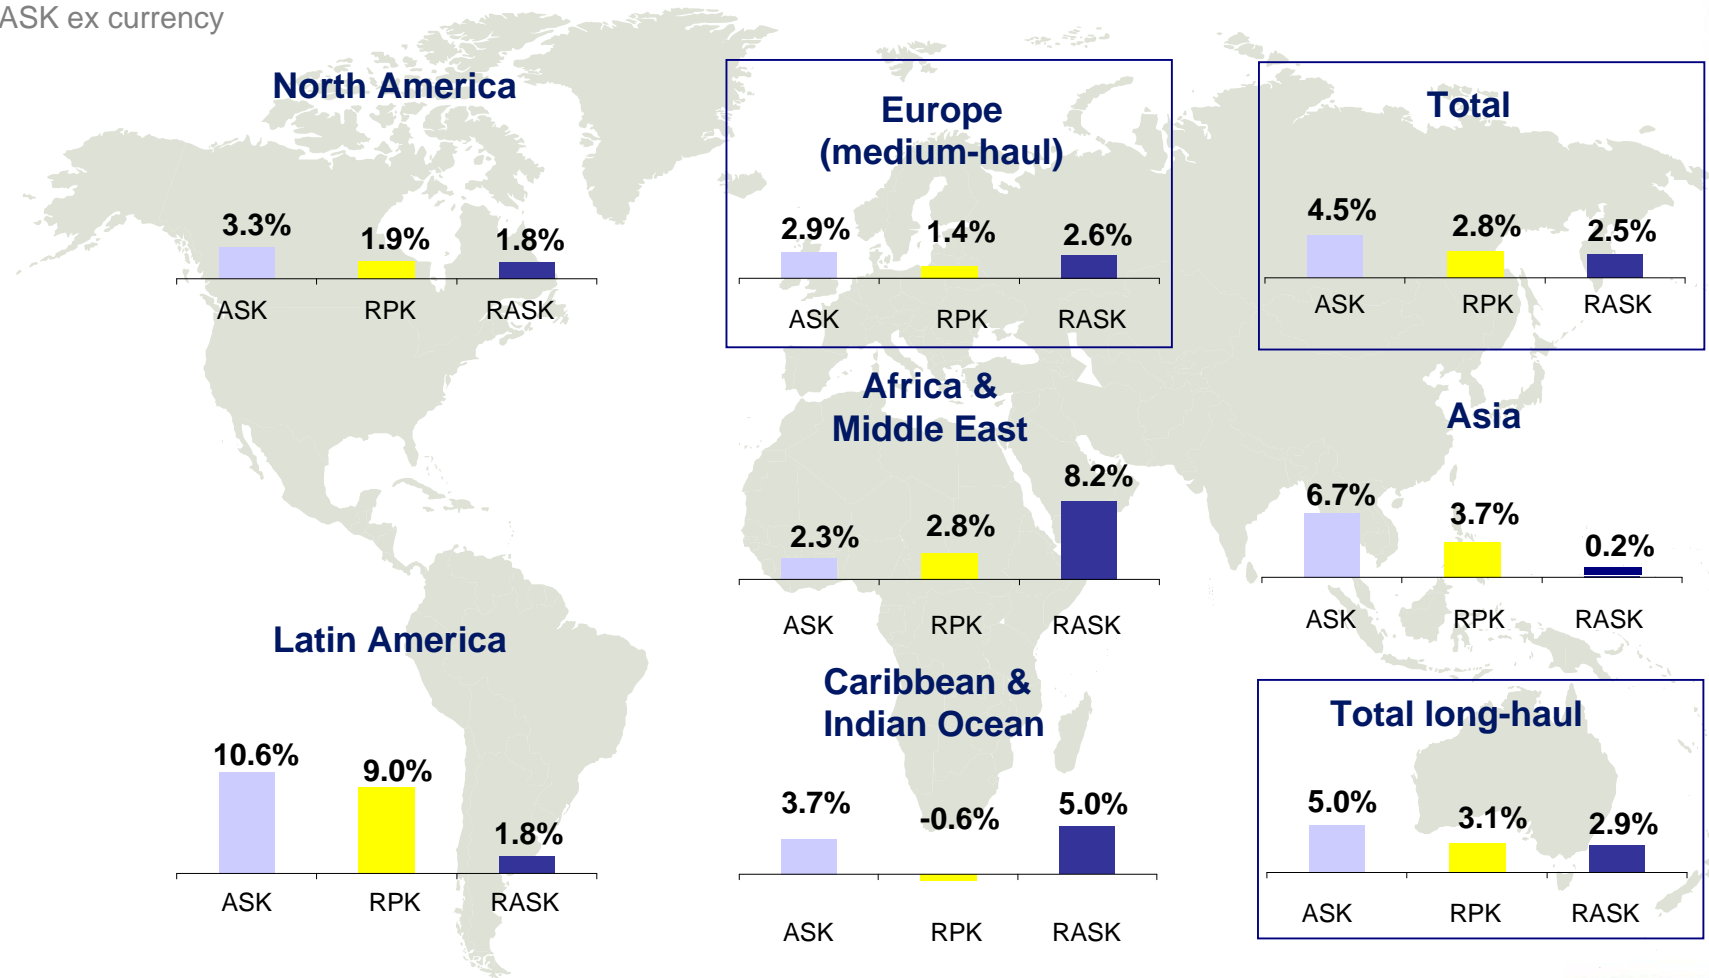 ASK ex currency
North America
3.3%
1.9%
1.8%
ASK RPK RASK
Europe
(medium-haul)
2.9%
1.4%
2.6%
ASK RPK RASK
Total
4.5%
2.8%
2.5%
ASK RPK RASK
Africa &
Middle East
2.3%
2.8%
8.2%
ASK RPK RASK
Asia
6.7%
3.7%
0.2%
ASK RPK RASK
Latin America
10.6%
9.0%
1.8%
ASK RPK RASK
Caribbean &
Indian Ocean
3.7%
-0.6%
5.0%
ASK RPK RASK
Total long-haul
5.0%
3.1%
2.9%
ASK RPK RASK